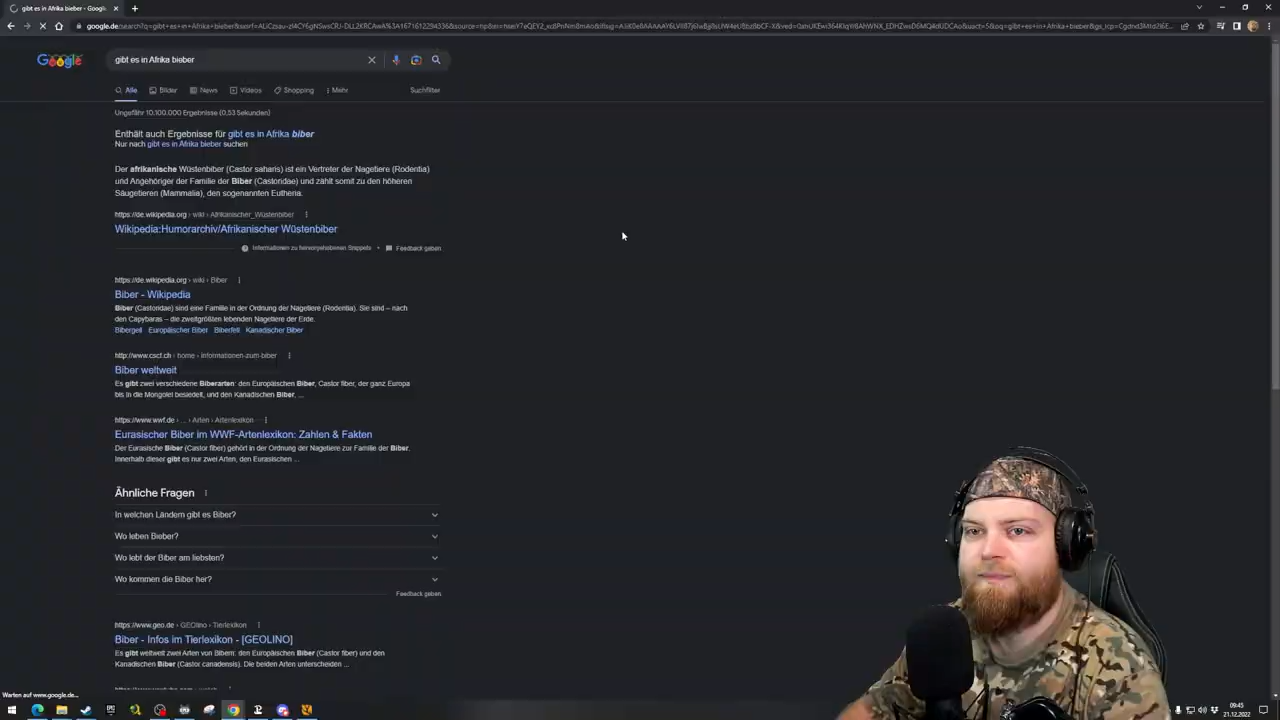 gibt es in Afrika bieber - Google
google.de
Google
gibt es in Afrika bieber
Alle
Bilder
News
Videos
Shopping
Mehr
Suchfilter
Ungefähr 10.100.000 Ergebnisse (0,53 Sekunden)
Enthält auch Ergebnisse für gibt es in Afrika biber
Nur nach gibt es in Afrika bieber suchen
Der afrikanische Wüstenbiber (Castor saharis) ist ein Vertreter der Nagetiere (Rodentia)
und Angehöriger der Familie der Biber (Castoridae) und zählt somit zu den höheren
Säugetieren (Mammalia), den sogenannten Eutheria.
https://de.wikipedia.org › wiki › Afrikanischer_Wüstenbiber
Wikipedia:Humorarchiv/Afrikanischer Wüstenbiber
Informationen zu hervorgehobenen Snippets • Feedback geben
https://de.wikipedia.org › wiki › Biber
Biber - Wikipedia
Biber (Castoridae) sind eine Familie in der Ordnung der Nagetiere (Rodentia). Sie sind – nach
den Capybaras – die zweitgrößten lebenden Nagetiere der Erde.
Bibergeil Europäischer Biber Biberfell Kanadischer Biber
http://www.cscf.ch › home › informationen-zum-biber
Biber weltweit
Es gibt zwei verschiedene Biberarten: den Europäischen Biber, Castor fiber, der ganz Europa
bis in die Mongolei besiedelt, und den Kanadischen Biber, ...
https://www.wwf.de › ... › Arten › Artenlexikon
Eurasischer Biber im WWF-Artenlexikon: Zahlen & Fakten
Der Eurasische Biber (Castor fiber) gehört in der Ordnung der Nagetiere zur Familie der Biber.
Innerhalb dieser gibt es nur zwei Arten, den Eurasischen ...
Ähnliche Fragen
In welchen Ländern gibt es Biber?
Wo leben Bieber?
Wo lebt der Biber am liebsten?
Wo kommen die Biber her?
Feedback geben
https://www.geo.de › GEOlino › Tierlexikon
Biber - Infos im Tierlexikon - [GEOLINO]
Es gibt weltweit zwei Arten von Bibern: den Europäischen Biber (Castor fiber) und den
Kanadischen Biber (Castor canadensis). Die beiden Arten unterscheiden ...
Warten auf www.google.de...
09:45
21.12.2022